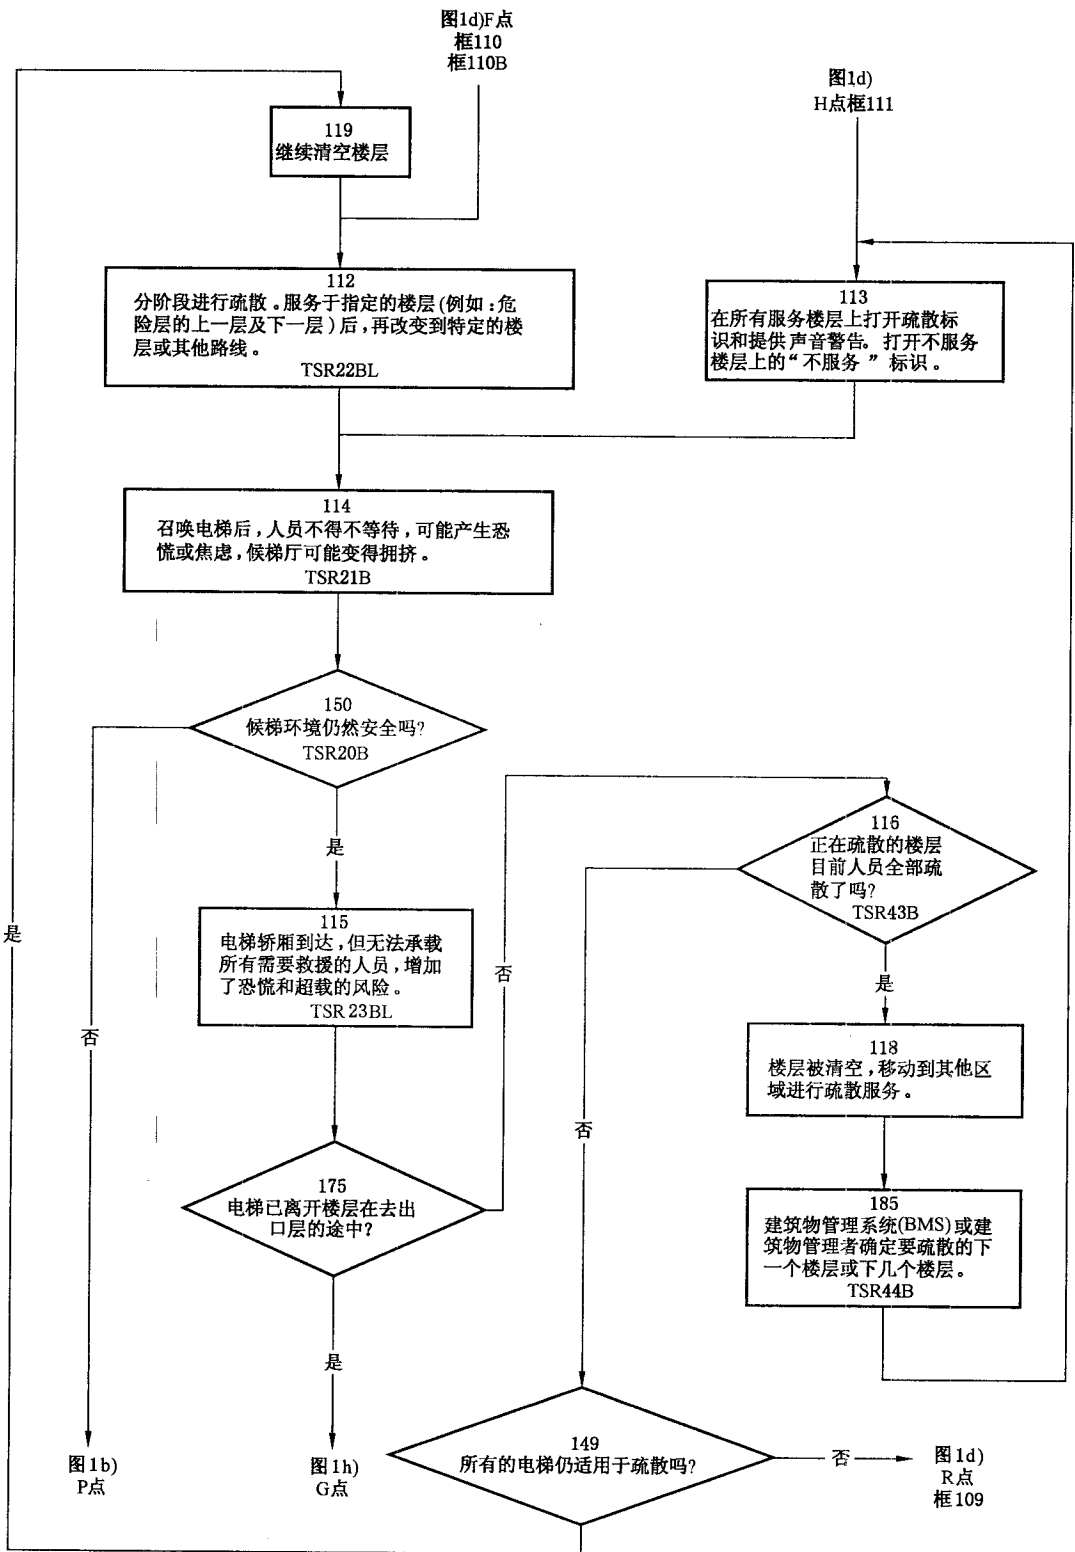 图1d)F点
框110
框110B
图1d)
H点框111
119
继续清空楼层
112
分阶段进行疏散。服务于指定的楼层(例如:危
险层的上一层及下一层)后,再改变到特定的楼
层或其他路线。
TSR22BL
113
在所有服务楼层上打开疏散标
识和提供声音警告。打开不服务
楼层上的“不服务”标识。
114
召唤电梯后,人员不得不等待,可能产生恐
慌或焦虑,候梯厅可能变得拥挤。
TSR21B
150
候梯环境仍然安全吗?
TSR20B
是
116
正在疏散的楼层
目前人员全部疏
散了吗?
TSR43B
是
115
电梯轿厢到达,但无法承载
所有需要救援的人员,增加
了恐慌和超载的风险。
TSR23BL
否
是
否
118
楼层被清空,移动到其他区
域进行疏散服务。
否
175
电梯已离开楼层在去出
口层的途中?
185
建筑物管理系统(BMS)或建
筑物管理者确定要疏散的下
一个楼层或下几个楼层。
TSR44B
是
图1b)
P点
图1h)
G点
149
所有的电梯仍适用于疏散吗?
否
图1d)
R点
框109